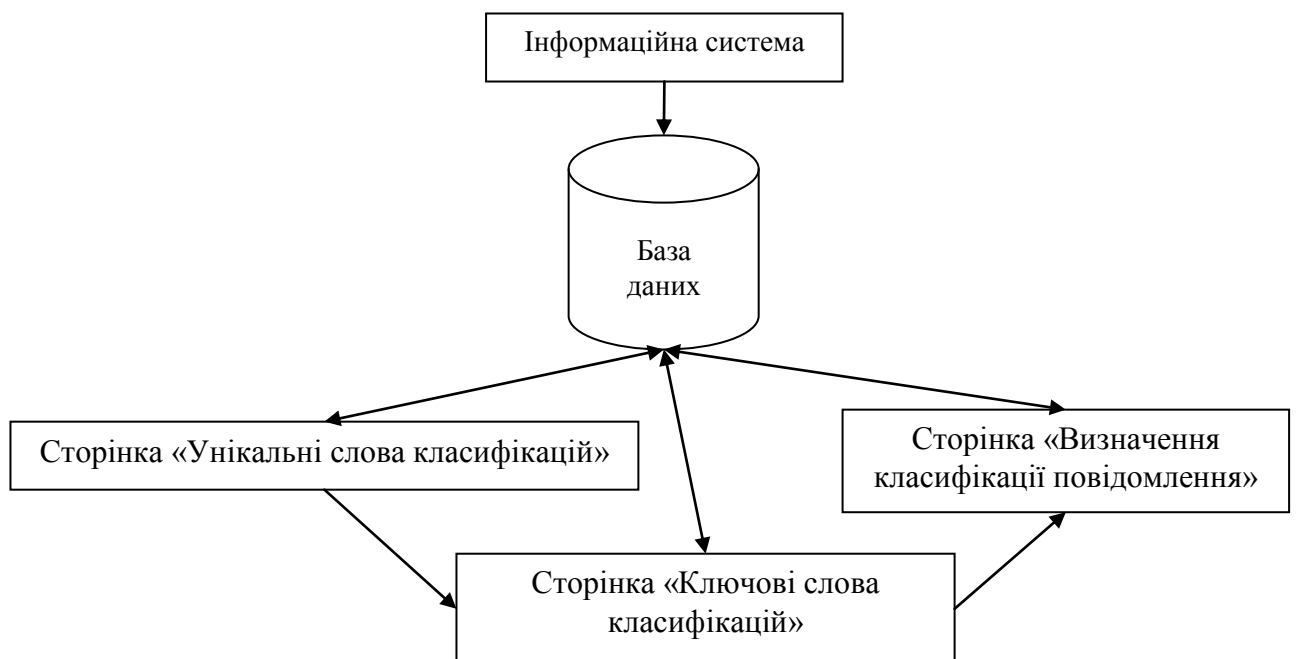 Інформаційна система
База
даних
Сторінка «Унікальні слова класифікацій»
Сторінка «Визначення
класифікації повідомлення»
Сторінка «Ключові слова
класифікацій»